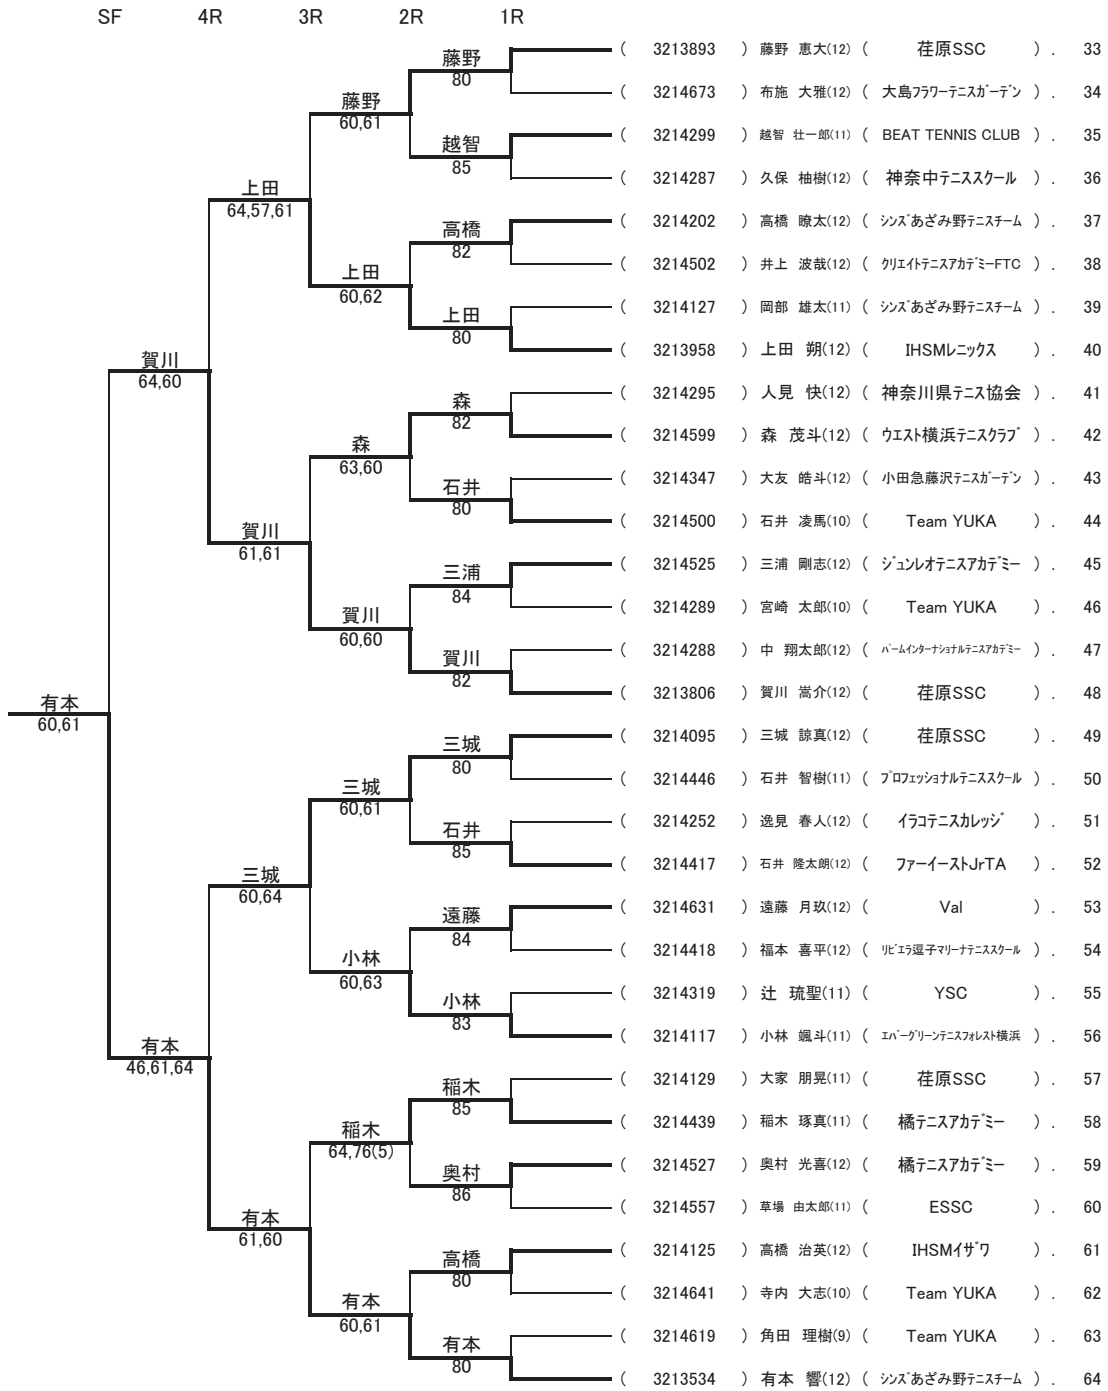 SF 4R 3R 2R 1R
( 3213893 ) 藤野 恵大(12) ( 荏原SSC ) . 33
藤野
80
( 3214673 ) 布施 大雅(12) ( 大島フラワーテニスガーデン ) . 34
藤野
60,61
( 3214299 ) 越智 壮一郎(11) ( BEAT TENNIS CLUB ) . 35
越智
85
( 3214287 ) 久保 柚樹(12) ( 神奈中テニススクール ) . 36
上田
64,57,61
( 3214202 ) 高橋 暸太(12) ( シンズあざみ野テニスチーム ) . 37
高橋
82
( 3214502 ) 井上 波哉(12) ( クリエイトテニスアカデミーFTC ) . 38
上田
60,62
( 3214127 ) 岡部 雄太(11) ( シンズあざみ野テニスチーム ) . 39
上田
80
( 3213958 ) 上田 朔(12) ( IHSMレニックス ) . 40
賀川
64,60
( 3214295 ) 人見 快(12) ( 神奈川県テニス協会 ) . 41
森
82
( 3214599 ) 森 茂斗(12) ( ウエスト横浜テニスクラブ ) . 42
森
63,60
( 3214347 ) 大友 皓斗(12) ( 小田急藤沢テニスガーデン ) . 43
石井
80
( 3214500 ) 石井 凌馬(10) ( Team YUKA ) . 44
賀川
61,61
( 3214525 ) 三浦 剛志(12) ( ジュンレオテニスアカデミー ) . 45
三浦
84
( 3214289 ) 宮崎 太郎(10) ( Team YUKA ) . 46
賀川
60,60
( 3214288 ) 中 翔太郎(12) ( パームインターナショナルテニスアカデミー ) . 47
賀川
82
( 3213806 ) 賀川 嵩介(12) ( 荏原SSC ) . 48
有本
60,61
( 3214095 ) 三城 諒真(12) ( 荏原SSC ) . 49
三城
80
( 3214446 ) 石井 智樹(11) ( プロフェッショナルテニススクール ) . 50
三城
60,61
( 3214252 ) 逸見 春人(12) ( イラコテニスカレッジ ) . 51
石井
85
( 3214417 ) 石井 隆太朗(12) ( ファーイーストJrTA ) . 52
三城
60,64
( 3214631 ) 遠藤 月玖(12) ( Val ) . 53
遠藤
84
( 3214418 ) 福本 喜平(12) ( リビエラ逗子マリーナテニススクール ) . 54
小林
60,63
( 3214319 ) 辻 琉聖(11) ( YSC ) . 55
小林
83
( 3214117 ) 小林 颯斗(11) ( エバーグリーンテニスフォレスト横浜 ) . 56
有本
46,61,64
( 3214129 ) 大家 朋晃(11) ( 荏原SSC ) . 57
稲木
85
( 3214439 ) 稲木 琢真(11) ( 橘テニスアカデミー ) . 58
稲木
64,76(5)
( 3214527 ) 奥村 光喜(12) ( 橘テニスアカデミー ) . 59
奥村
86
( 3214557 ) 草場 由太郎(11) ( ESSC ) . 60
有本
61,60
( 3214125 ) 高橋 治英(12) ( IHSMイザワ ) . 61
高橋
80
( 3214641 ) 寺内 大志(10) ( Team YUKA ) . 62
有本
60,61
( 3214619 ) 角田 理樹(9) ( Team YUKA ) . 63
有本
80
( 3213534 ) 有本 響(12) ( シンズあざみ野テニスチーム ) . 64